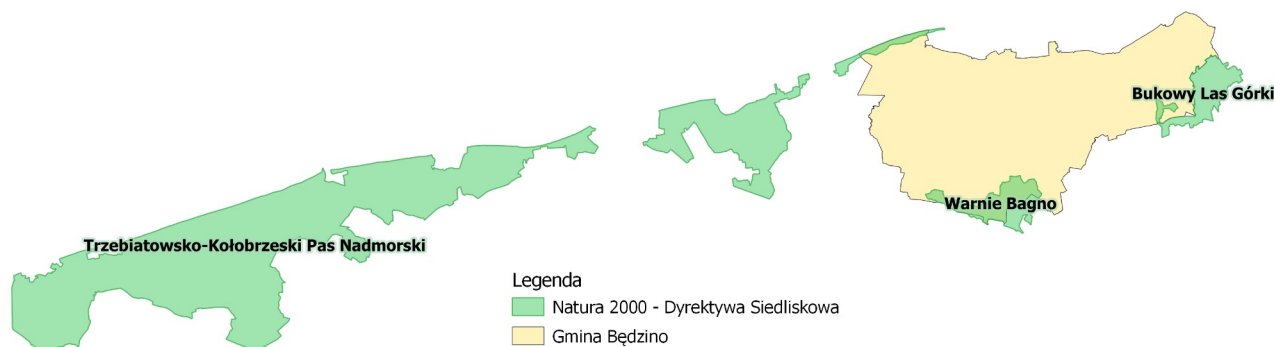 Bukowy Las Górki
Warnie Bagno
Trzebiatowsko-Kołobrzeski Pas Nadmorski
Legenda
Natura 2000 - Dyrektywa Siedliskowa
Gmina Będzino